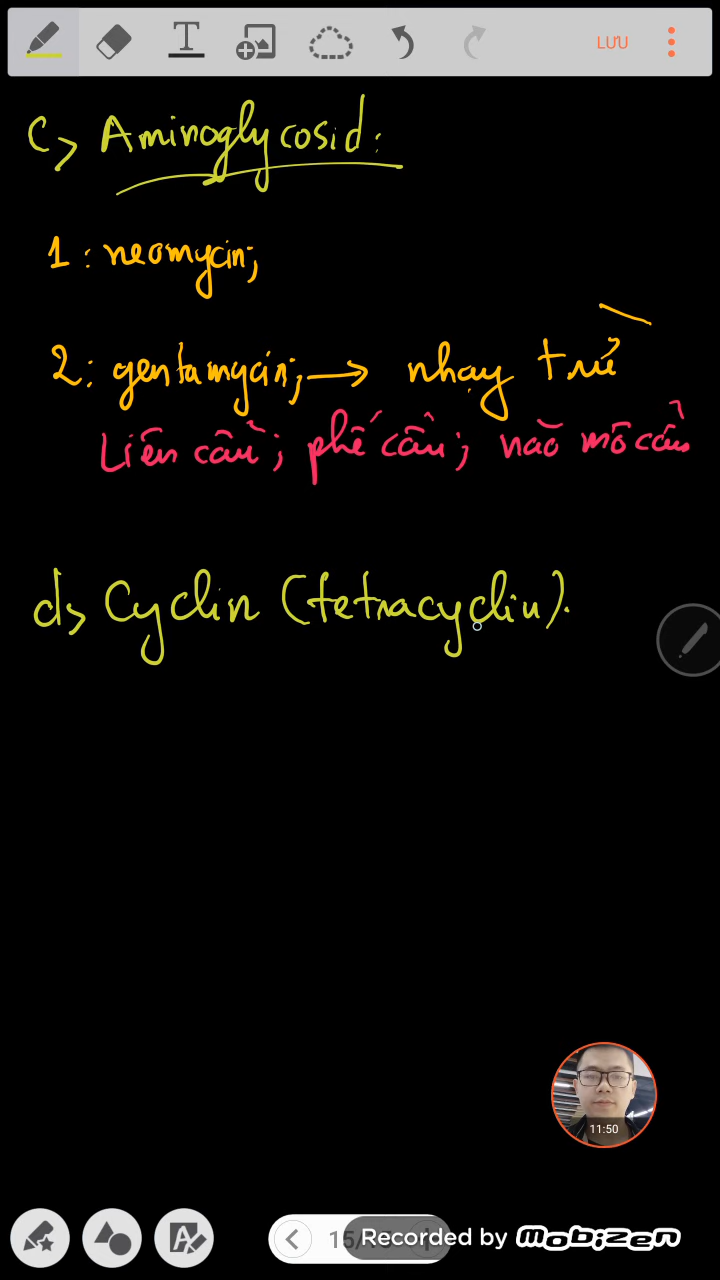 T
LƯU
C> Aminoglycosid:
1: neomycin;
2: gentamycin; → nhạy trừ
Liên cầu; phế cầu; não mô cầu
d> Cyclin (tetracyclin).
11:50
A
Recorded by mobizen